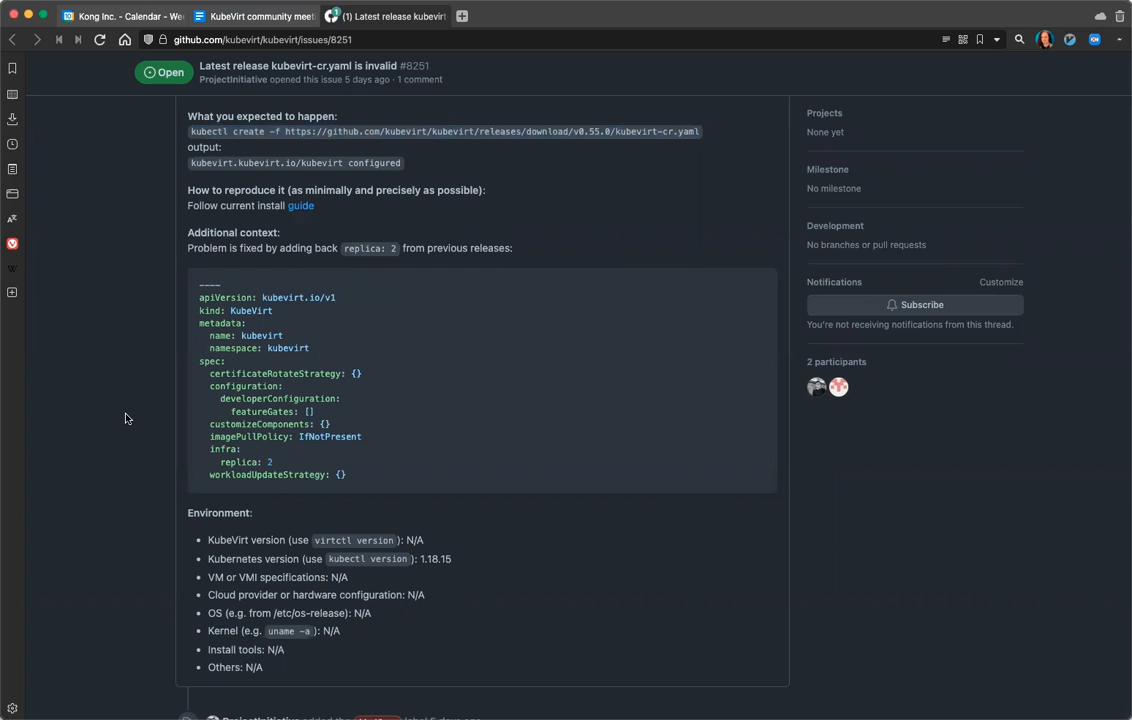 Kong Inc. - Calendar - We
KubeVirt community meeti
(1) Latest release kubevirt
github.com/kubevirt/kubevirt/issues/8251
Open
Latest release kubevirt-cr.yaml is invalid #8251
ProjectInitiative opened this issue 5 days ago · 1 comment
What you expected to happen:
kubectl create -f https://github.com/kubevirt/kubevirt/releases/download/v0.55.0/kubevirt-cr.yaml
output:
kubevirt.kubevirt.io/kubevirt configured
How to reproduce it (as minimally and precisely as possible):
Follow current install guide
Additional context:
Problem is fixed by adding back replica: 2 from previous releases:
----
apiVersion: kubevirt.io/v1
kind: KubeVirt
metadata:
name: kubevirt
namespace: kubevirt
spec:
certificateRotateStrategy: {}
configuration:
developerConfiguration:
featureGates: []
customizeComponents: {}
imagePullPolicy: IfNotPresent
infra:
replica: 2
workloadUpdateStrategy: {}
Environment:
• KubeVirt version (use virtctl version ): N/A
• Kubernetes version (use kubectl version ): 1.18.15
• VM or VMI specifications: N/A
• Cloud provider or hardware configuration: N/A
• OS (e.g. from /etc/os-release): N/A
• Kernel (e.g. uname -a ): N/A
• Install tools: N/A
• Others: N/A
Projects
None yet
Milestone
No milestone
Development
No branches or pull requests
Notifications
Customize
Subscribe
You're not receiving notifications from this thread.
2 participants